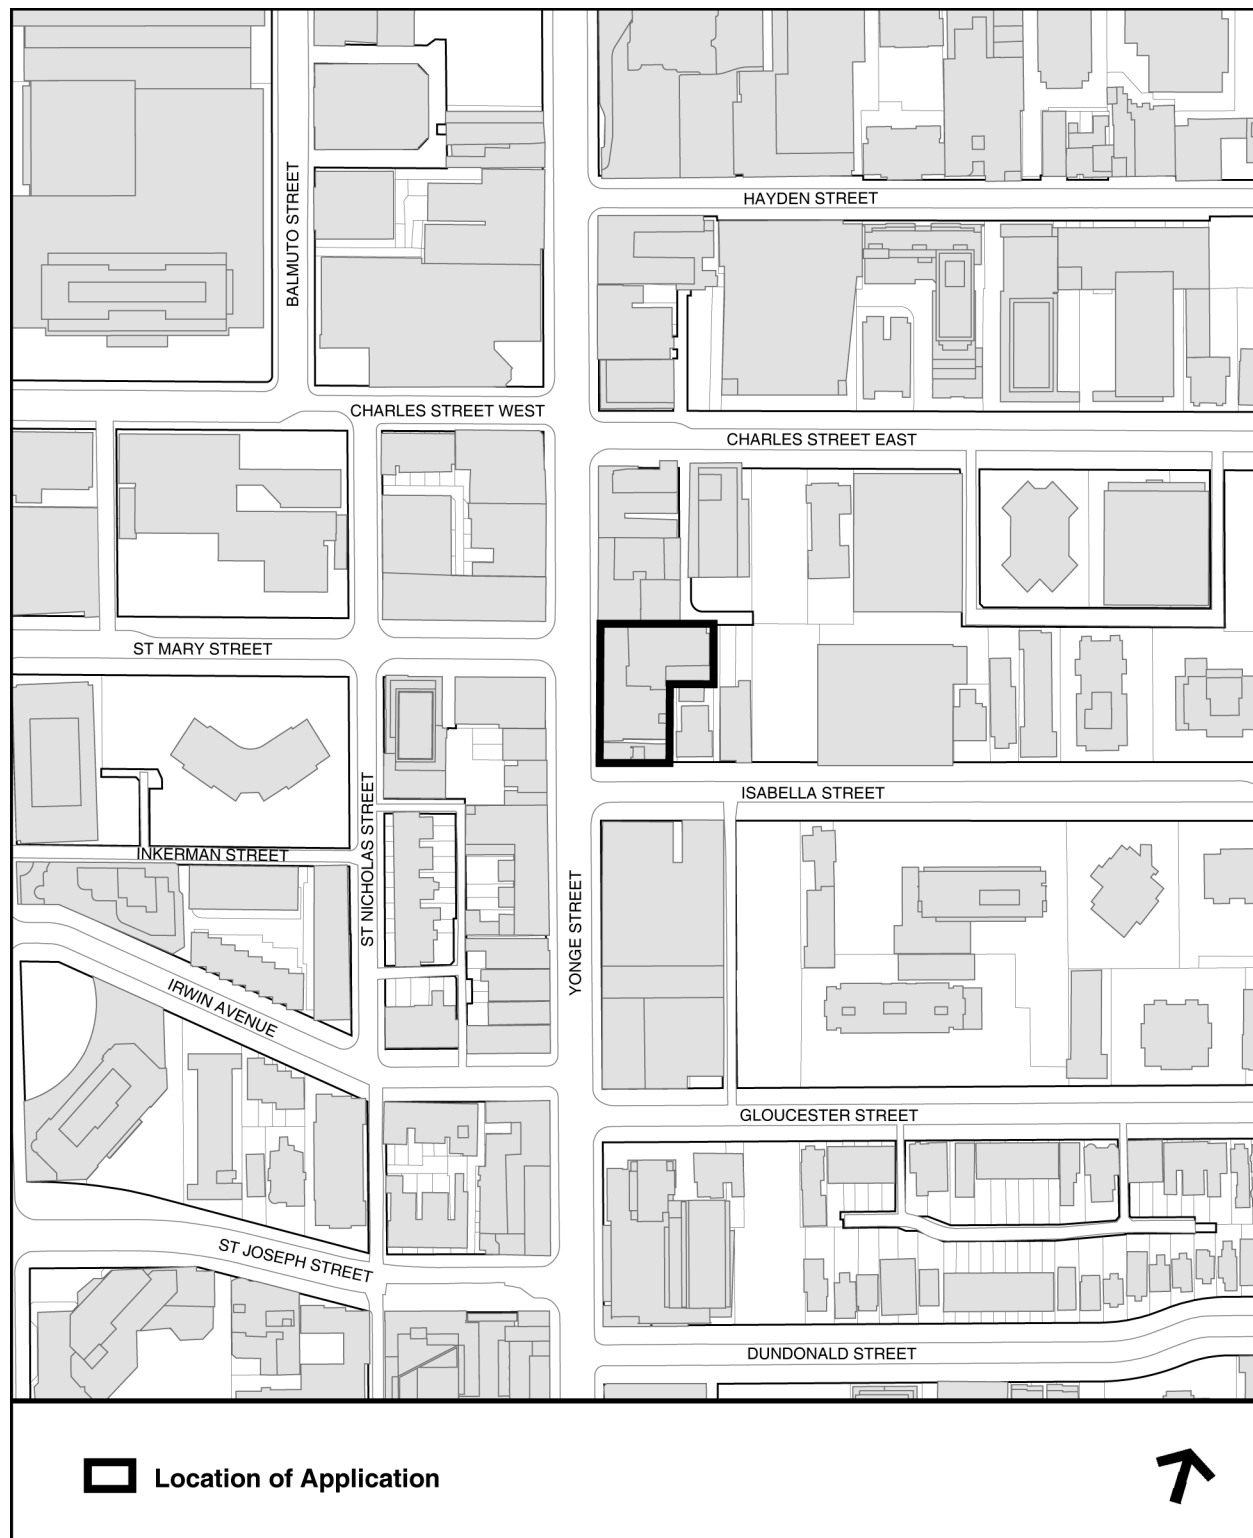 HAYDEN STREET
BALMUTO STREET
CHARLES STREET WEST
CHARLES STREET EAST
ST MARY STREET
ISABELLA STREET
ST NICHOLAS STREET
INKERMAN STREET
YONGE STREET
IRWIN AVENUE
GLOUCESTER STREET
ST JOSEPH STREET
DUNDONALD STREET
Location of Application